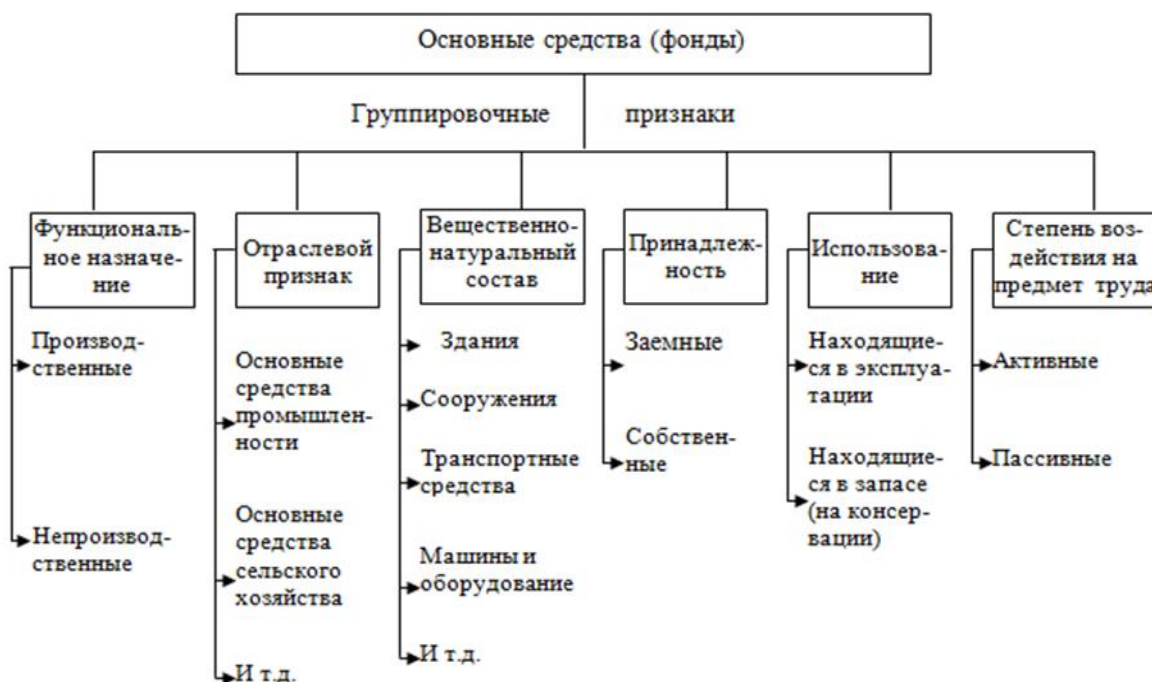 Основные средства (фонды)
Группировочные признаки
Функциональ-
ное назначе-
ние
Производ-
ственные
Непроизвод-
ственные
Отраслевой
признак
Основные
средства
промышлен-
ности
Основные
средства
сельского
хозяйства
И т.д.
Вещественно-
натуральный
состав
Здания
Сооружения
Транспортные
средства
Машины и
оборудование
И т.д.
Принадлеж-
ность
Заемные
Собствен-
ные
Использова-
ние
Находящие-
ся в эксплуа-
тации
Находящие-
ся в запасе
(на консер-
вации)
Степень воз-
действия на
предмет труда
Активные
Пассивные